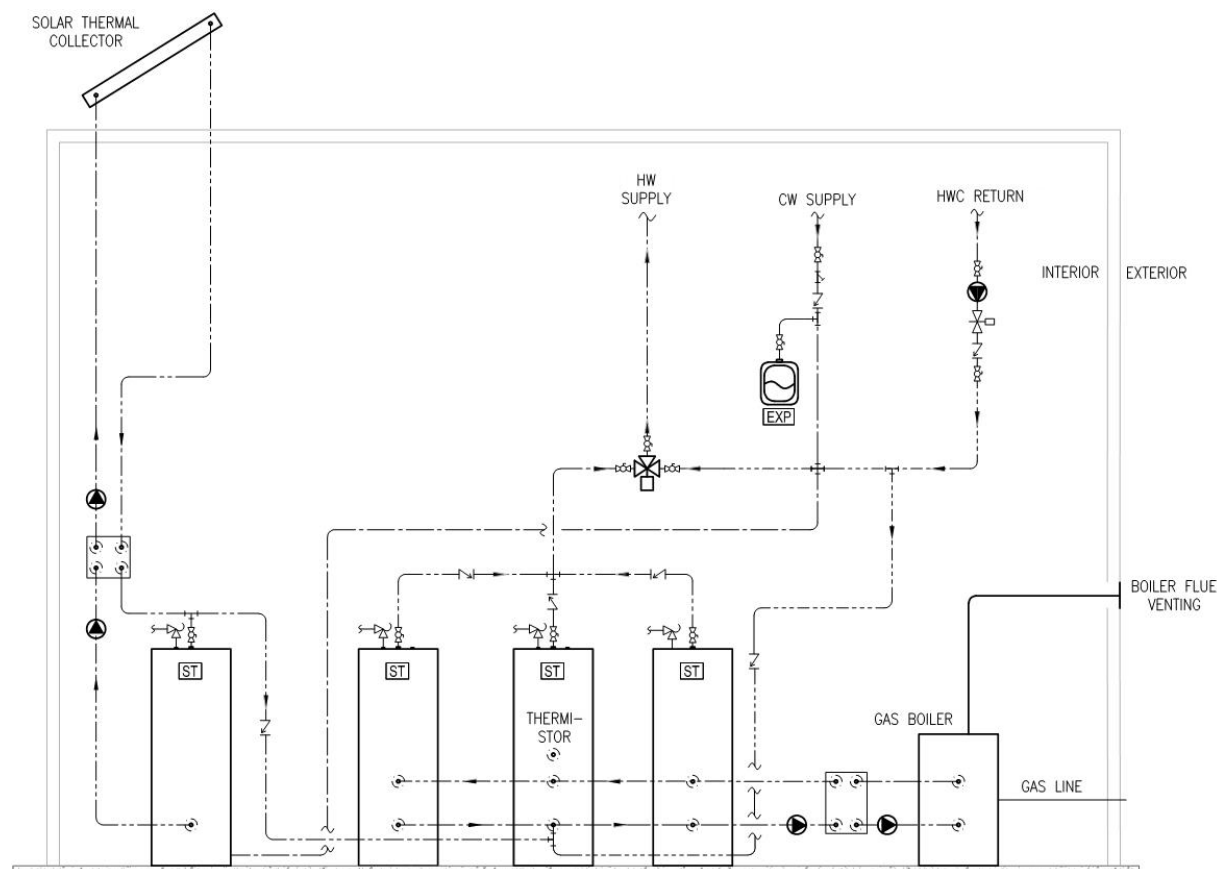 SOLAR THERMAL
COLLECTOR
HW
SUPPLY
CW SUPPLY
HWC RETURN
INTERIOR
EXTERIOR
EXP
BOILER FLUE
VENTING
ST
ST
ST
ST
THERMI-
STOR
GAS BOILER
GAS LINE